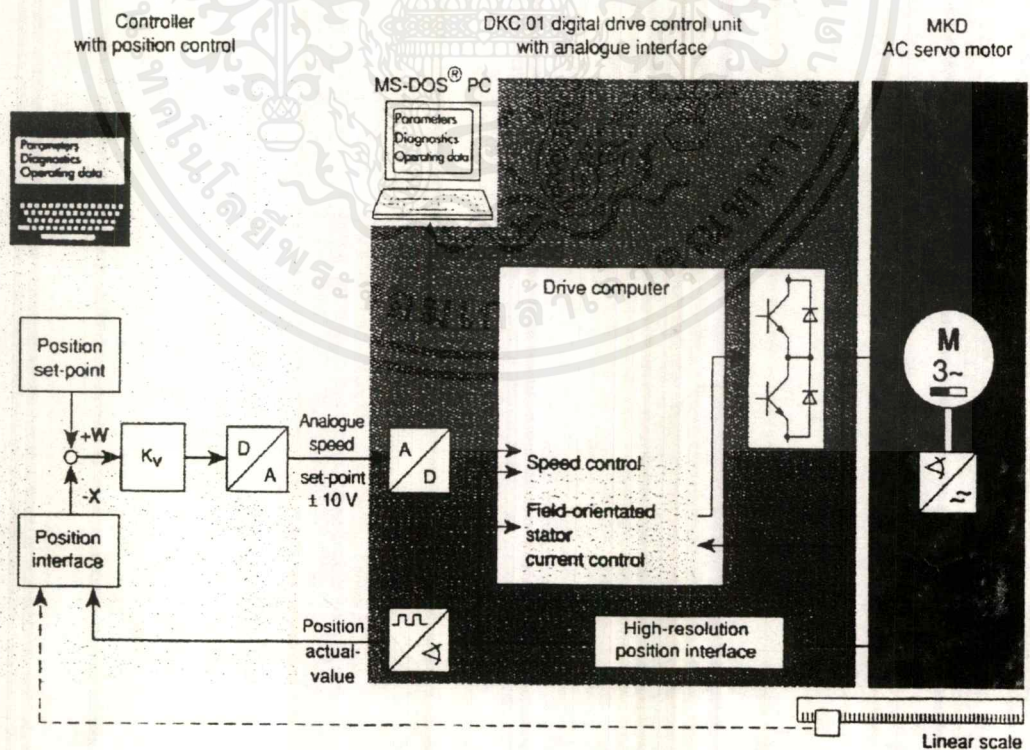 Controller
with position control
DKC 01 digital drive control unit
with analogue interface
MKD
AC servo motor
MS-DOS® PC
Parameters
Diagnostics
Operating data
Parameters
Diagnostics
Operating data
Drive computer
Position
set-point
+W
-X
Kv
D
A
Analogue
speed
set-point
± 10 V
A
D
Speed control
Field-orientated
stator
current control
M
3~
Position
interface
Position
actual-
value
High-resolution
position interface
Linear scale